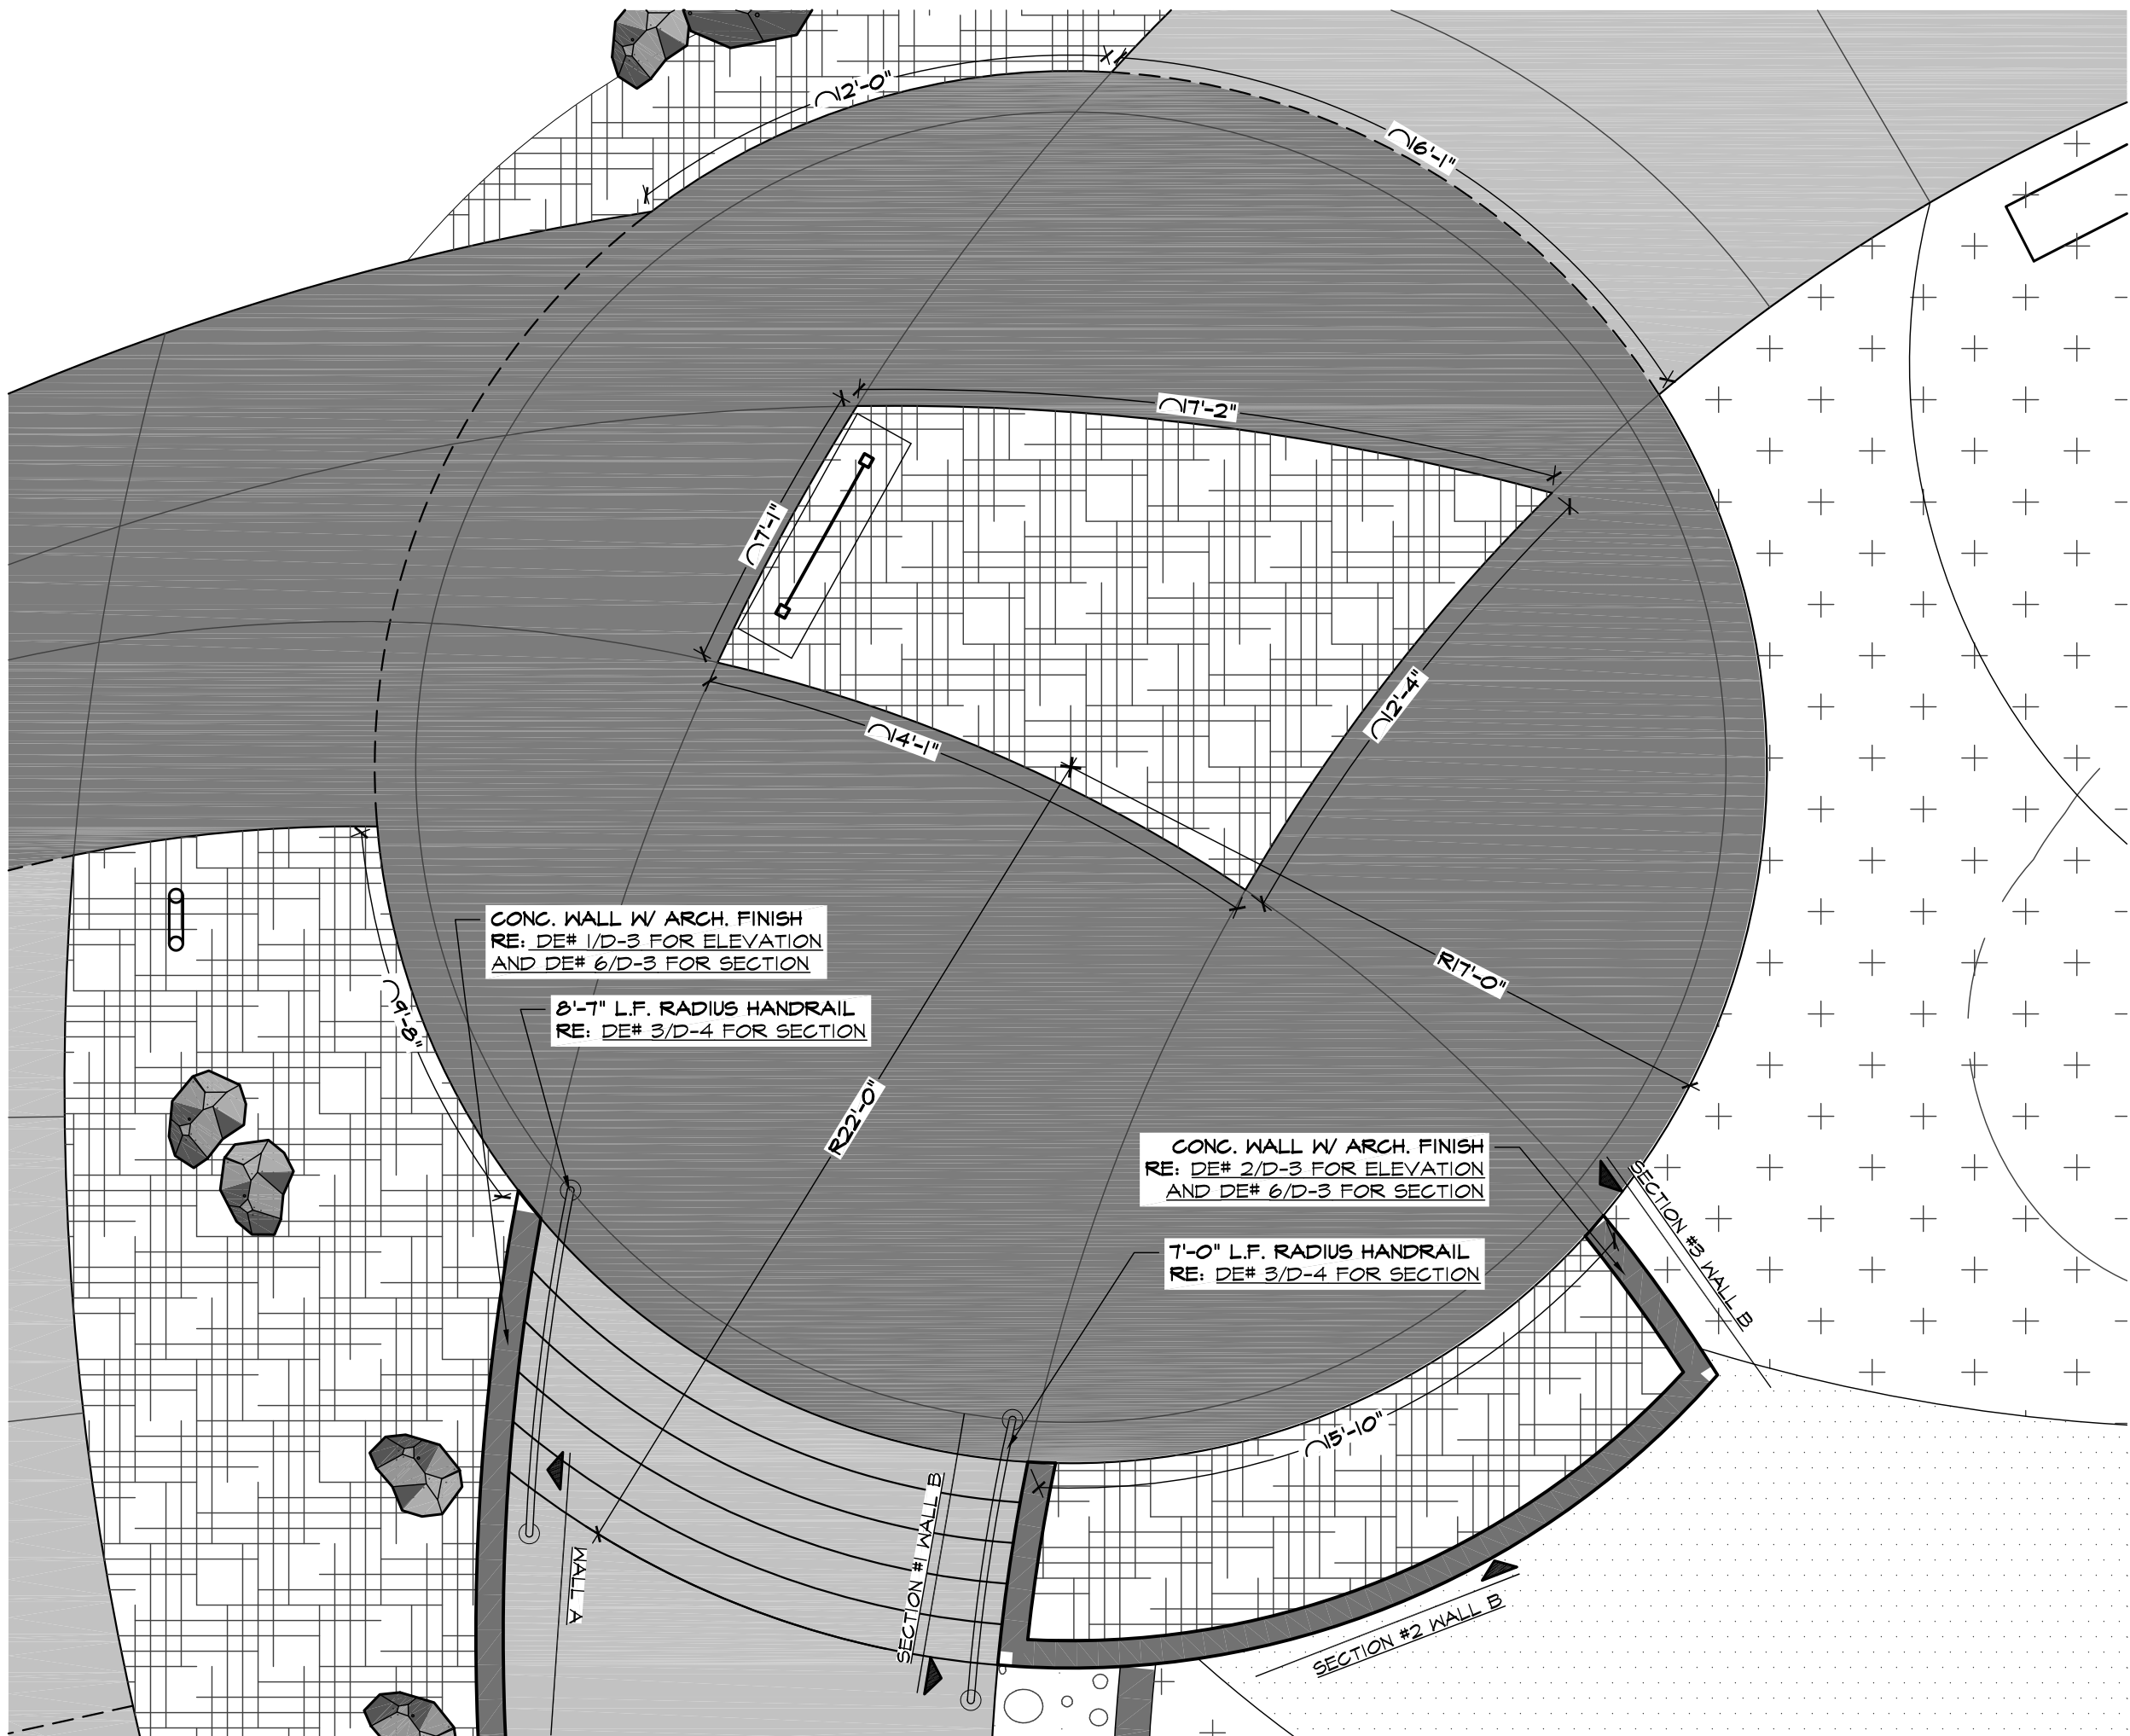 ⌒12'-0"
⌒16'-1"
⌒17'-2"
⌒7'-1"
⌒12'-4"
⌒14'-1"
CONC. WALL W/ ARCH. FINISH
RE: DE# 1/D-3 FOR ELEVATION
AND DE# 6/D-3 FOR SECTION
R17'-0"
⌒9'-8"
8'-7" L.F. RADIUS HANDRAIL
RE: DE# 3/D-4 FOR SECTION
R22'-0"
CONC. WALL W/ ARCH. FINISH
RE: DE# 2/D-3 FOR ELEVATION
AND DE# 6/D-3 FOR SECTION
SECTION #3 WALL B
7'-0" L.F. RADIUS HANDRAIL
RE: DE# 3/D-4 FOR SECTION
⌒15'-10"
SECTION #1 WALL B
WALL A
SECTION #2 WALL B